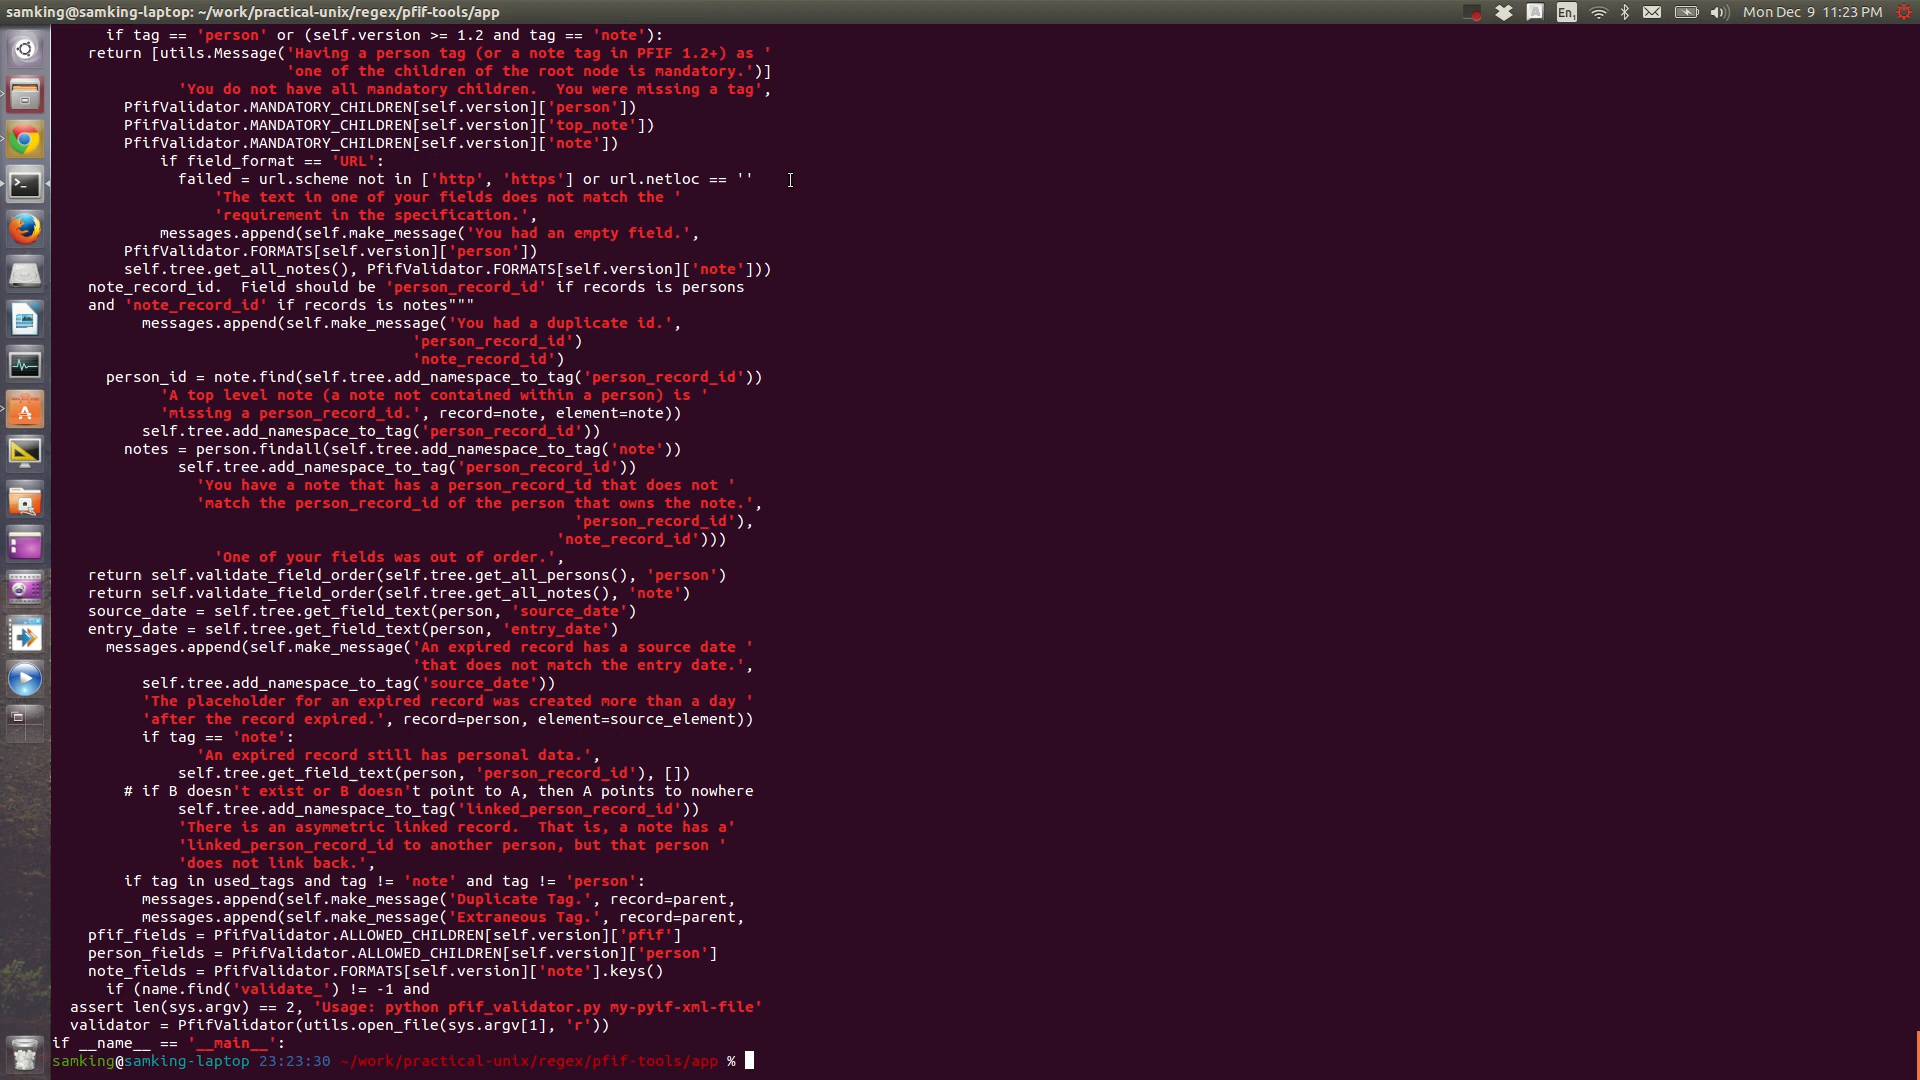 samking@samking-laptop: ~/work/practical-unix/regex/pfif-tools/app
En1
Mon Dec 9 11:23 PM
if tag == 'person' or (self.version >= 1.2 and tag == 'note'):
return [utils.Message('Having a person tag (or a note tag in PFIF 1.2+) as '
'one of the children of the root node is mandatory.')]
'You do not have all mandatory children.  You were missing a tag',
PfifValidator.MANDATORY_CHILDREN[self.version]['person'])
PfifValidator.MANDATORY_CHILDREN[self.version]['top_note'])
PfifValidator.MANDATORY_CHILDREN[self.version]['note'])
if field_format == 'URL':
failed = url.scheme not in ['http', 'https'] or url.netloc == ''
'The text in one of your fields does not match the '
'requirement in the specification.',
messages.append(self.make_message('You had an empty field.',
PfifValidator.FORMATS[self.version]['person'])
self.tree.get_all_notes(), PfifValidator.FORMATS[self.version]['note']))
note_record_id.  Field should be 'person_record_id' if records is persons
and 'note_record_id' if records is notes"""
messages.append(self.make_message('You had a duplicate id.',
'person_record_id')
'note_record_id')
person_id = note.find(self.tree.add_namespace_to_tag('person_record_id'))
'A top level note (a note not contained within a person) is '
'missing a person_record_id.', record=note, element=note))
self.tree.add_namespace_to_tag('person_record_id'))
notes = person.findall(self.tree.add_namespace_to_tag('note'))
self.tree.add_namespace_to_tag('person_record_id'))
'You have a note that has a person_record_id that does not '
'match the person_record_id of the person that owns the note.',
'person_record_id'),
'note_record_id')))
'One of your fields was out of order.',
return self.validate_field_order(self.tree.get_all_persons(), 'person')
return self.validate_field_order(self.tree.get_all_notes(), 'note')
source_date = self.tree.get_field_text(person, 'source_date')
entry_date = self.tree.get_field_text(person, 'entry_date')
messages.append(self.make_message('An expired record has a source date '
'that does not match the entry date.',
self.tree.add_namespace_to_tag('source_date'))
'The placeholder for an expired record was created more than a day '
'after the record expired.', record=person, element=source_element))
if tag == 'note':
'An expired record still has personal data.',
self.tree.get_field_text(person, 'person_record_id'), [])
# if B doesn't exist or B doesn't point to A, then A points to nowhere
self.tree.add_namespace_to_tag('linked_person_record_id'))
'There is an asymmetric linked record.  That is, a note has a'
'linked_person_record_id to another person, but that person '
'does not link back.',
if tag in used_tags and tag != 'note' and tag != 'person':
messages.append(self.make_message('Duplicate Tag.', record=parent,
messages.append(self.make_message('Extraneous Tag.', record=parent,
pfif_fields = PfifValidator.ALLOWED_CHILDREN[self.version]['pfif']
person_fields = PfifValidator.ALLOWED_CHILDREN[self.version]['person']
note_fields = PfifValidator.FORMATS[self.version]['note'].keys()
if (name.find('validate_') != -1 and
assert len(sys.argv) == 2, 'Usage: python pfif_validator.py my-pyif-xml-file'
validator = PfifValidator(utils.open_file(sys.argv[1], 'r'))
if __name__ == '__main__':
samking@samking-laptop 23:23:30 ~/work/practical-unix/regex/pfif-tools/app %